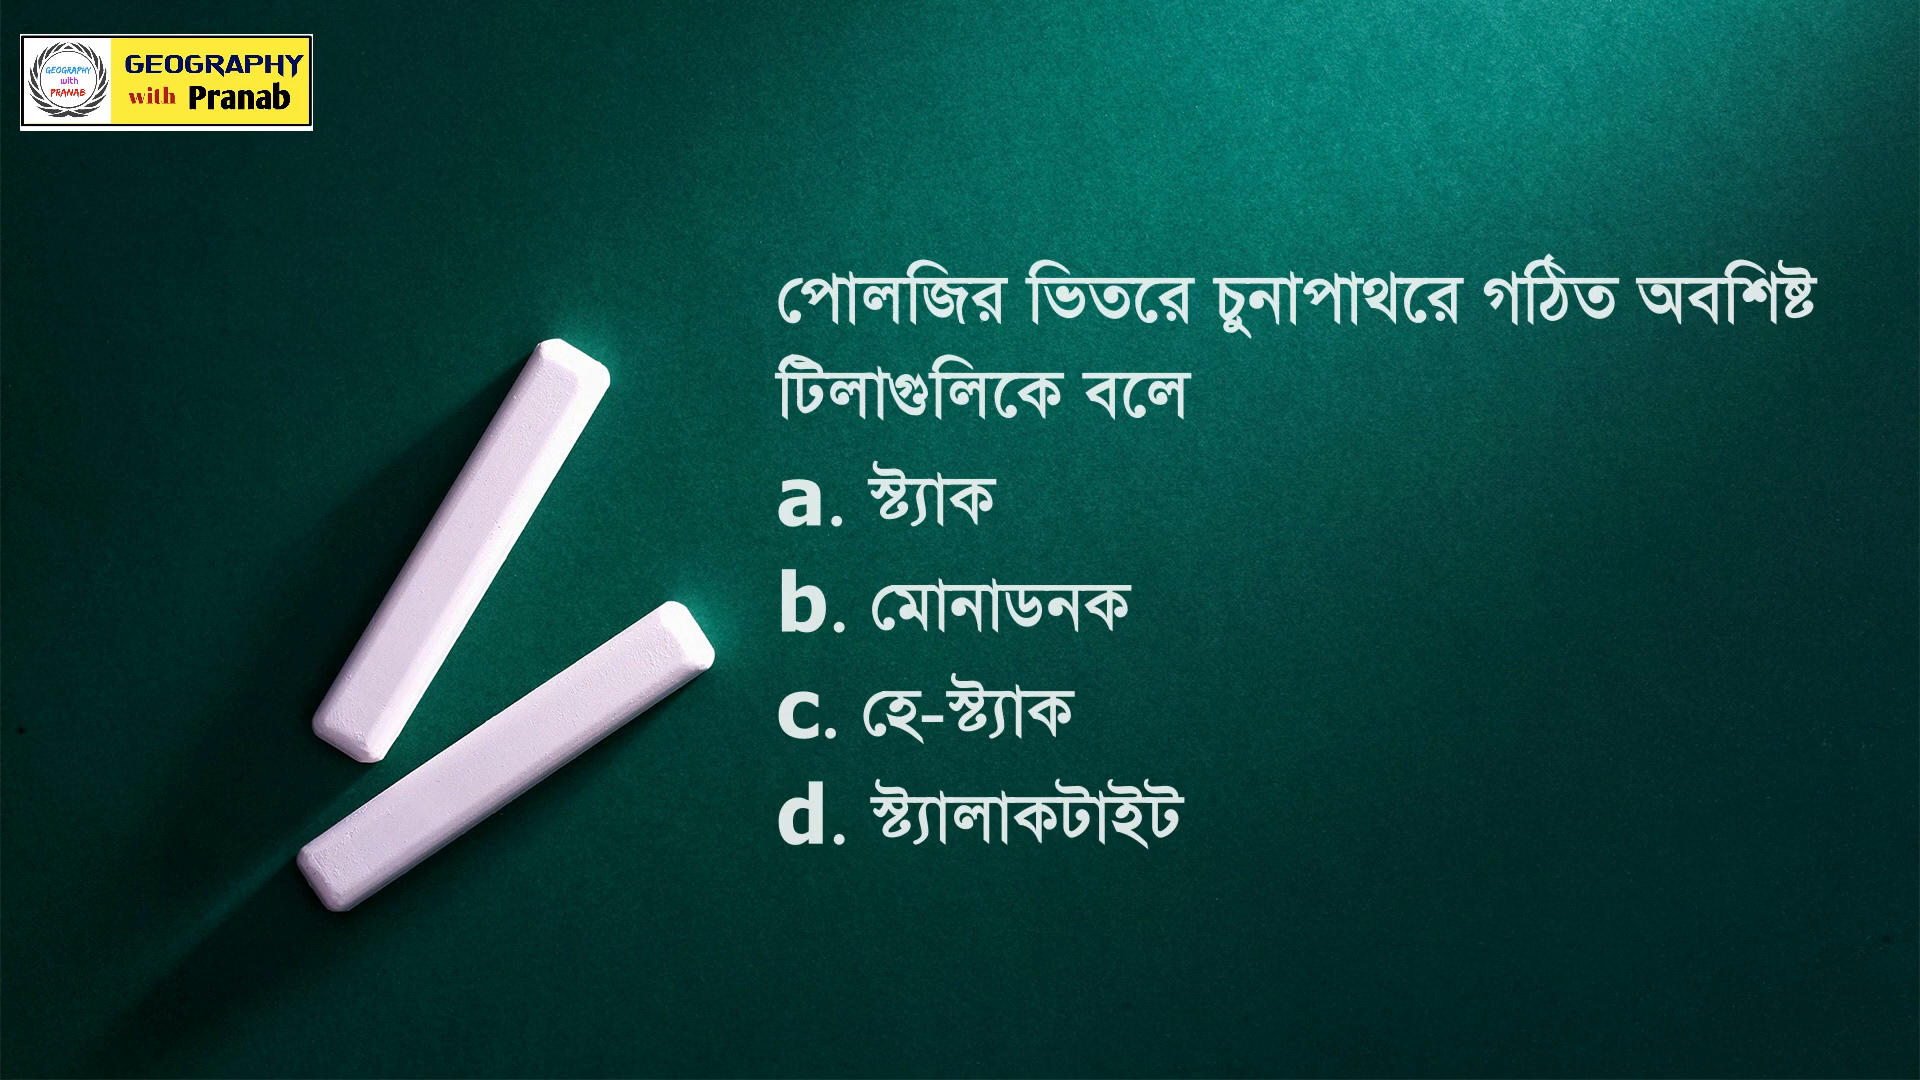 GEOGRAPHY
with
PRANAB
GEOGRAPHY
with Pranab
পোলজির ভিতরে চুনাপাথরে গঠিত অবশিষ্ট
টিলাগুলিকে বলে
a. স্ট্যাক
b. মোনাডনক
c. হে-স্ট্যাক
d. স্ট্যালাকটাইট